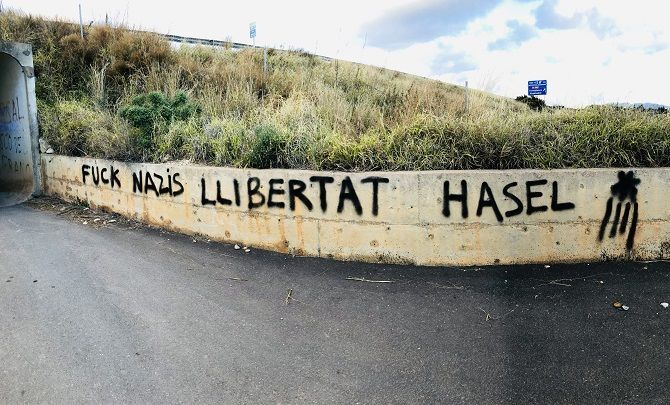 FUCK NAZIS LLIBERTAT HASEL